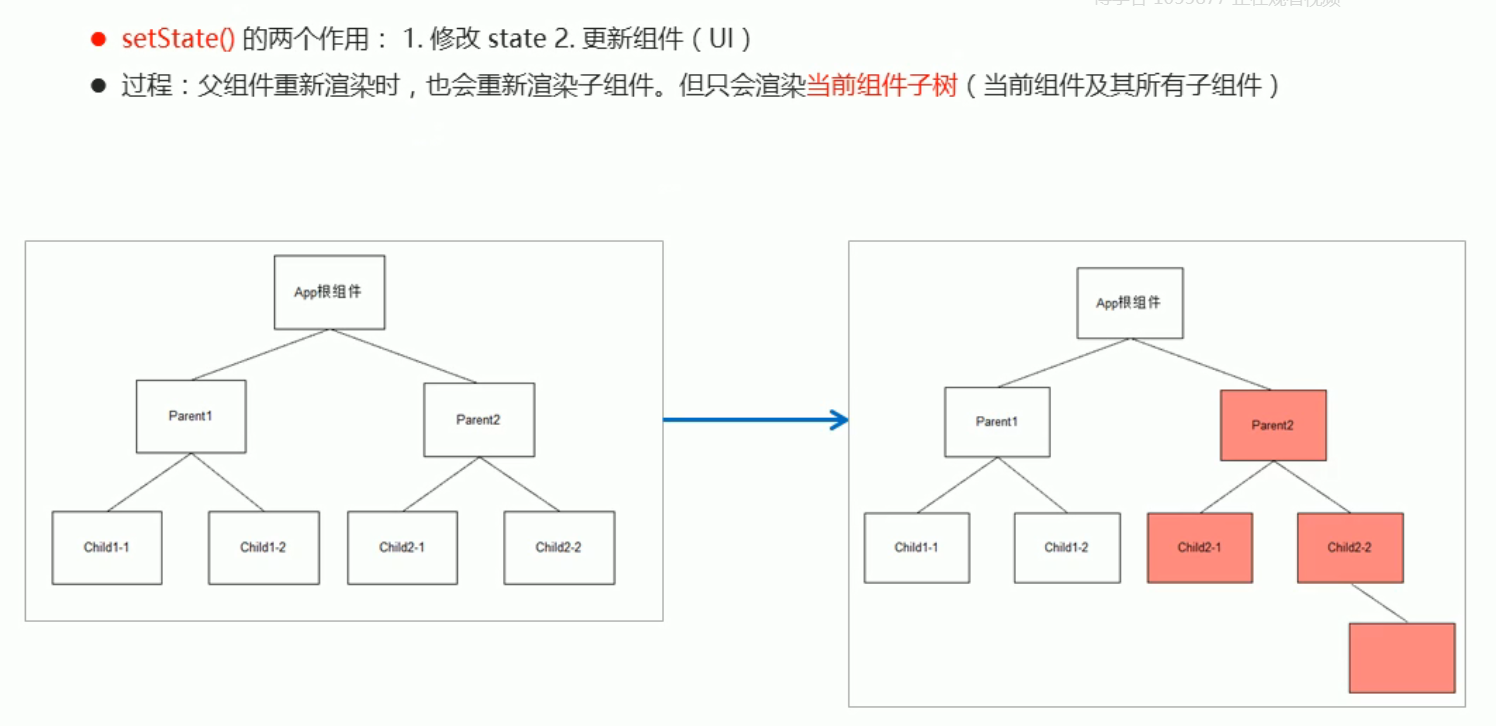 setState() 的两个作用： 1. 修改 state 2. 更新组件（UI）
过程：父组件重新渲染时，也会重新渲染子组件。但只会渲染当前组件子树（当前组件及其所有子组件）
App根组件
Parent1
Parent2
Child1-1
Child1-2
Child2-1
Child2-2
App根组件
Parent1
Parent2
Child1-1
Child1-2
Child2-1
Child2-2